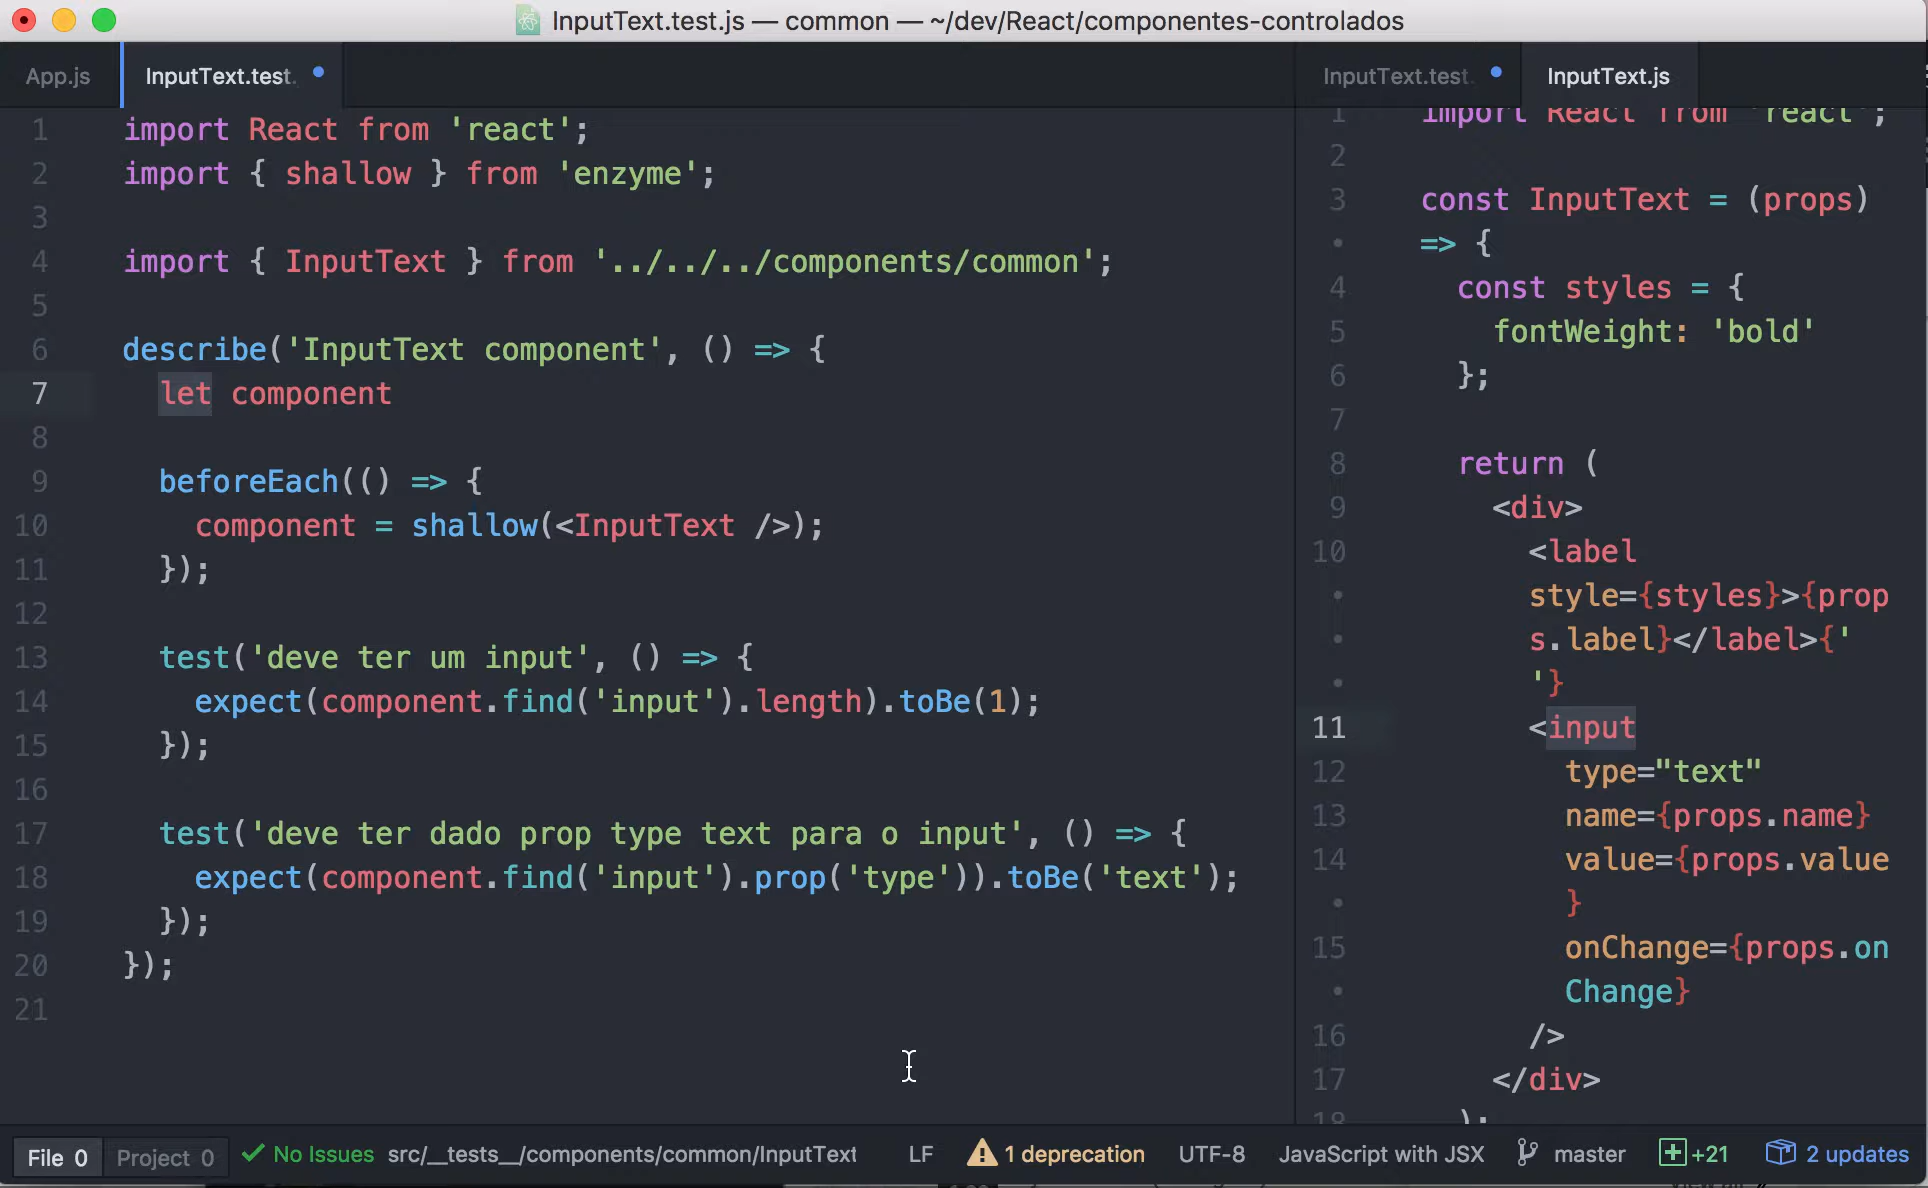 InputText.test.js — common — ~/dev/React/componentes-controlados
App.js
InputText.test.
1 import React from 'react';
2 import { shallow } from 'enzyme';
3
4 import { InputText } from '../../../components/common';
5
6 describe('InputText component', () => {
7 let component
8
9 beforeEach(() => {
10 component = shallow(<InputText />);
11 });
12
13 test('deve ter um input', () => {
14 expect(component.find('input').length).toBe(1);
15 });
16
17 test('deve ter dado prop type text para o input', () => {
18 expect(component.find('input').prop('type')).toBe('text');
19 });
20 });
21
InputText.test.
InputText.js
1 import React from 'react';
2
3 const InputText = (props)
• => {
4 const styles = {
5 fontWeight: 'bold'
6 };
7
8 return (
9 <div>
10 <label
• style={styles}>{prop
• s.label}</label>{'
• '}
11 <input
12 type="text"
13 name={props.name}
14 value={props.value
• }
15 onChange={props.on
• Change}
16 />
17 </div>
18 );
File 0
Project 0
No Issues
src/__tests__/components/common/InputText
LF
1 deprecation
UTF-8
JavaScript with JSX
master
+21
2 updates